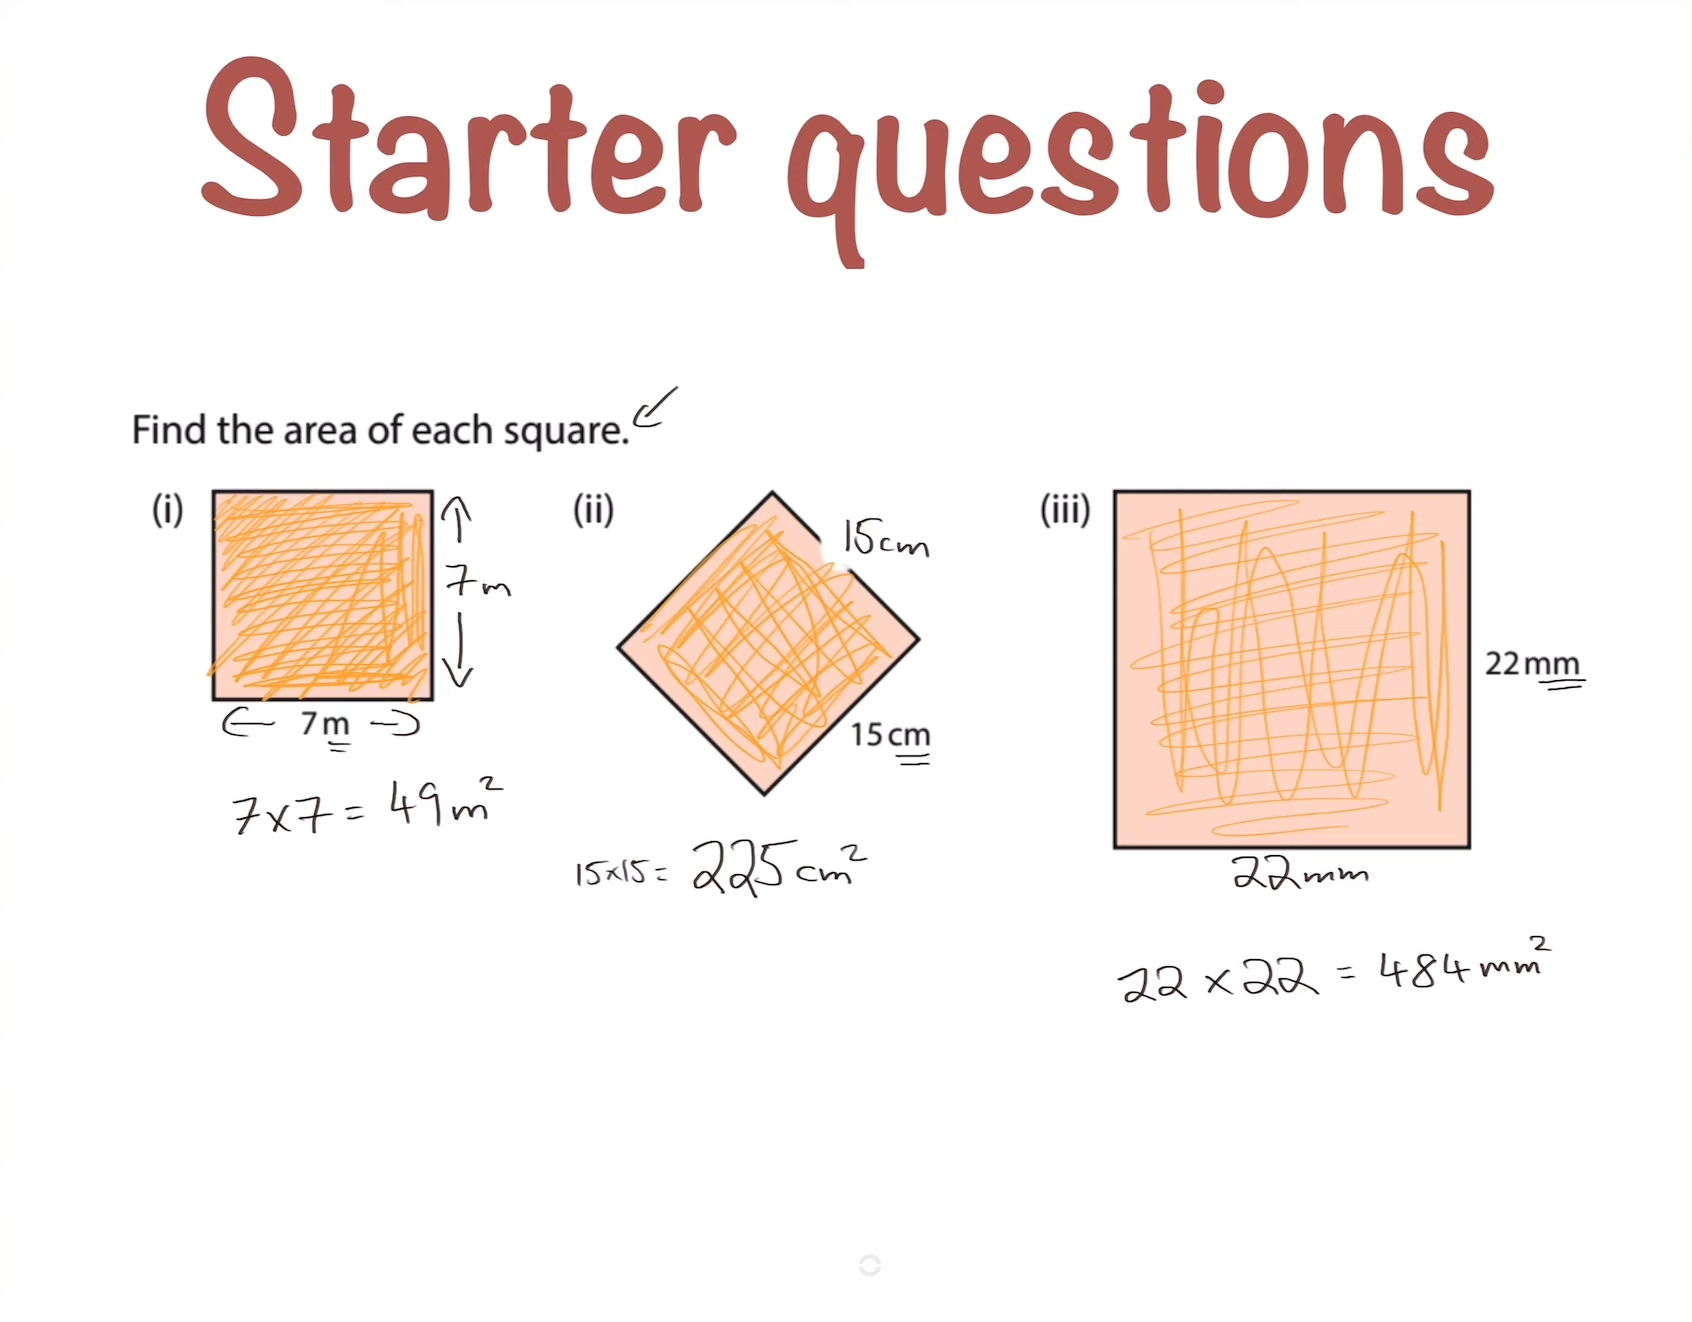 Starter questions
Find the area of each square.
(i)
7m
7m
7x7 = 49m²
(ii)
15cm
15cm
15x15 = 225cm²
(iii)
22mm
22mm
22 x 22 = 484mm²